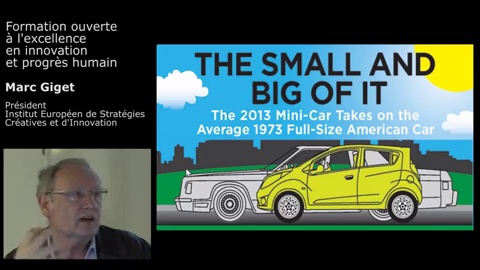 Formation ouverte
à l'excellence
en innovation
et progrès humain
Marc Giget
Président
Institut Européen de Stratégies
Créatives et d'Innovation
THE SMALL AND
BIG OF IT
The 2013 Mini-Car Takes on the
Average 1973 Full-Size American Car